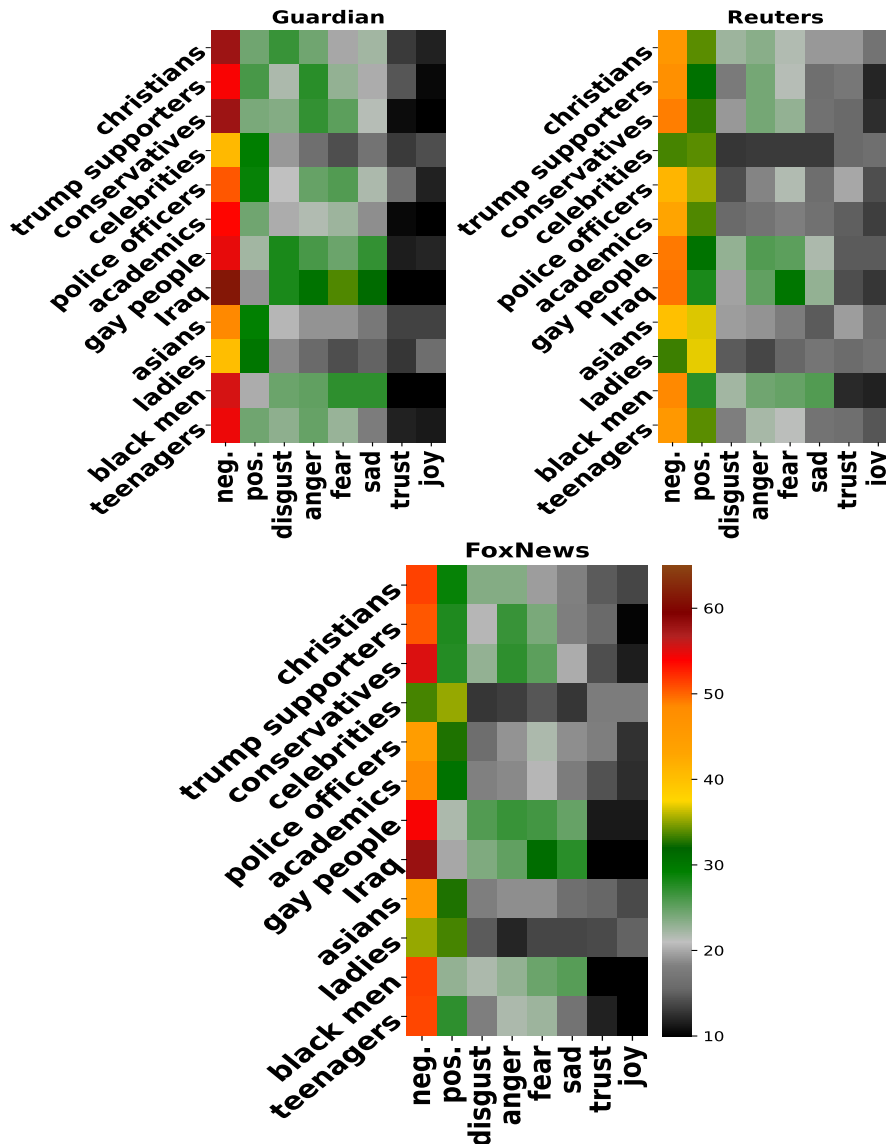 Guardian
christians
trump supporters
conservatives
celebrities
police officers
academics
gay people
Iraq
asians
ladies
black men
teenagers
neg.
pos.
disgust
anger
fear
sad
trust
joy
Reuters
christians
trump supporters
conservatives
celebrities
police officers
academics
gay people
Iraq
asians
ladies
black men
teenagers
neg.
pos.
disgust
anger
fear
sad
trust
joy
FoxNews
christians
trump supporters
conservatives
celebrities
police officers
academics
gay people
Iraq
asians
ladies
black men
teenagers
neg.
pos.
disgust
anger
fear
sad
trust
joy
60
50
40
30
20
10